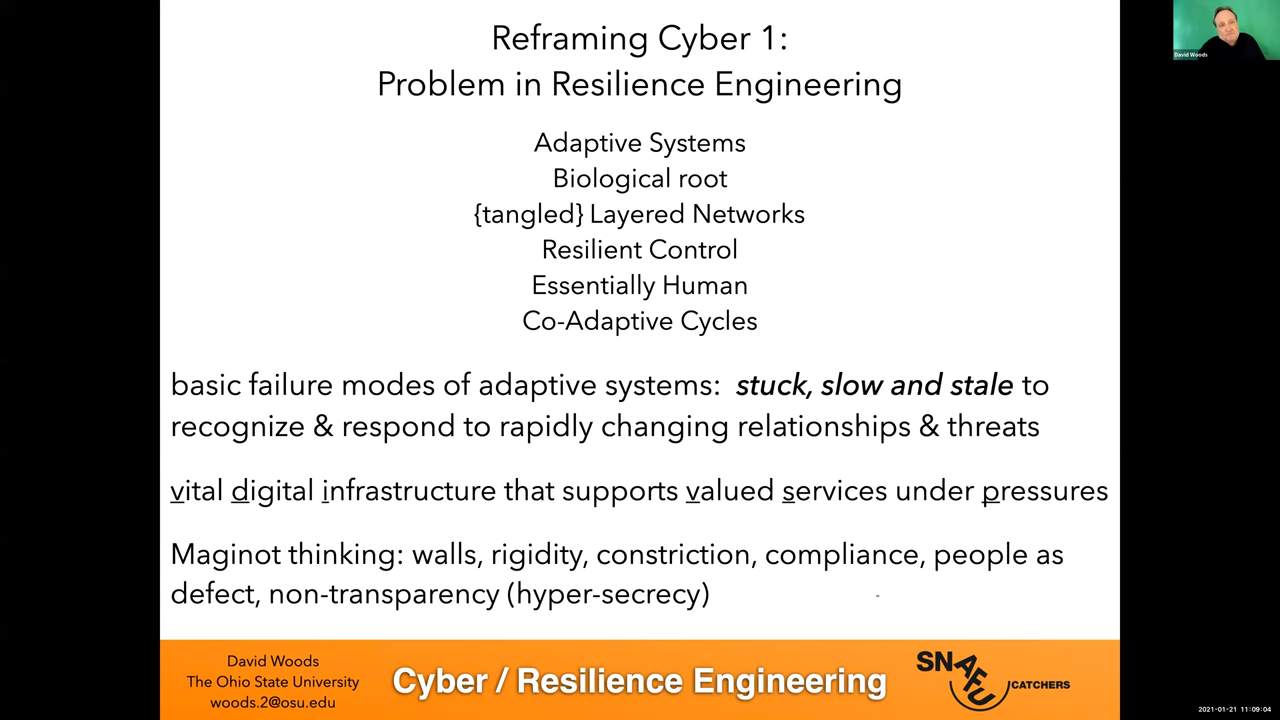 Reframing Cyber 1:
Problem in Resilience Engineering
Adaptive Systems
Biological root
{tangled} Layered Networks
Resilient Control
Essentially Human
Co-Adaptive Cycles
basic failure modes of adaptive systems: stuck, slow and stale to
recognize & respond to rapidly changing relationships & threats
vital digital infrastructure that supports valued services under pressures
Maginot thinking: walls, rigidity, constriction, compliance, people as
defect, non-transparency (hyper-secrecy)
David Woods
The Ohio State University
woods.2@osu.edu
Cyber / Resilience Engineering
SNAFU CATCHERS
David Woods
2021-01-21 11:09:04